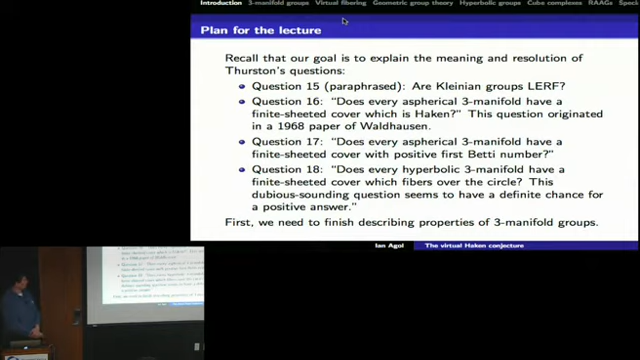 Introduction 3-manifold groups Virtual fibering Geometric group theory Hyperbolic groups Cube complexes RAAGs
Plan for the lecture
Recall that our goal is to explain the meaning and resolution of
Thurston's questions:
Question 15 (paraphrased): Are Kleinian groups LERF?
Question 16: "Does every aspherical 3-manifold have a
finite-sheeted cover which is Haken?" This question originated
in a 1968 paper of Waldhausen.
Question 17: "Does every aspherical 3-manifold have a
finite-sheeted cover with positive first Betti number?"
Question 18: "Does every hyperbolic 3-manifold have a
finite-sheeted cover which fibers over the circle? This
dubious-sounding question seems to have a definite chance for
a positive answer."
First, we need to finish describing properties of 3-manifold groups.
Ian Agol The virtual Haken conjecture